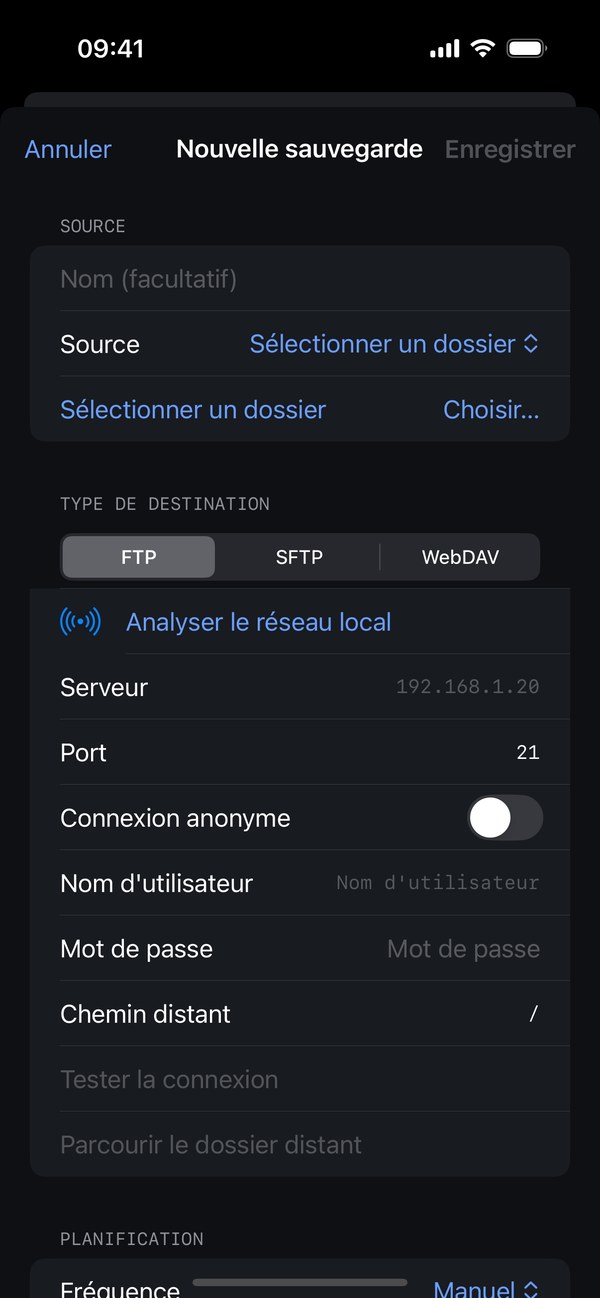 09:41
Annuler Nouvelle sauvegarde Enregistrer
SOURCE
Nom (facultatif)
Source Sélectionner un dossier
Sélectionner un dossier Choisir...
TYPE DE DESTINATION
FTP SFTP WebDAV
Analyser le réseau local
Serveur 192.168.1.20
Port 21
Connexion anonyme
Nom d'utilisateur Nom d'utilisateur
Mot de passe Mot de passe
Chemin distant /
Tester la connexion
Parcourir le dossier distant
PLANIFICATION
Fréquence Manuel